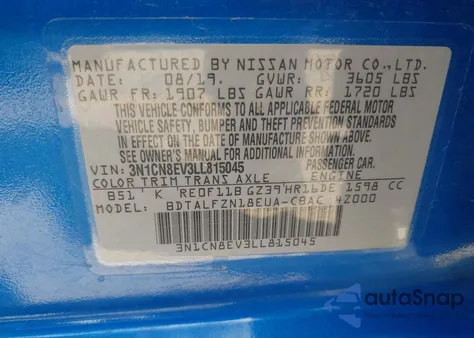 MANUFACTURED BY NISSAN MOTOR CO.,LTD.
DATE: 08/19. GVWR: 3605 LBS
GAWR FR: 1907 LBS GAWR RR: 1720 LBS
THIS VEHICLE CONFORMS TO ALL APPLICABLE FEDERAL MOTOR
VEHICLE SAFETY, BUMPER AND THEFT PREVENTION STANDARDS
IN EFFECT ON THE DATE OF MANUFACTURE SHOWN ABOVE.
SEE OWNER'S MANUAL FOR ADDITIONAL INFORMATION
PASSENGER CAR.
VIN: 3N1CN8EV3LL815045
COLOR TRIM TRANS AXLE ENGINE
B51 K RE0F11B GZ39 HR16DE 1598 CC
MODEL: BDTALFZN18EUA-CBAC 4Z000
3N1CN8EV3LL815045
autoSnap